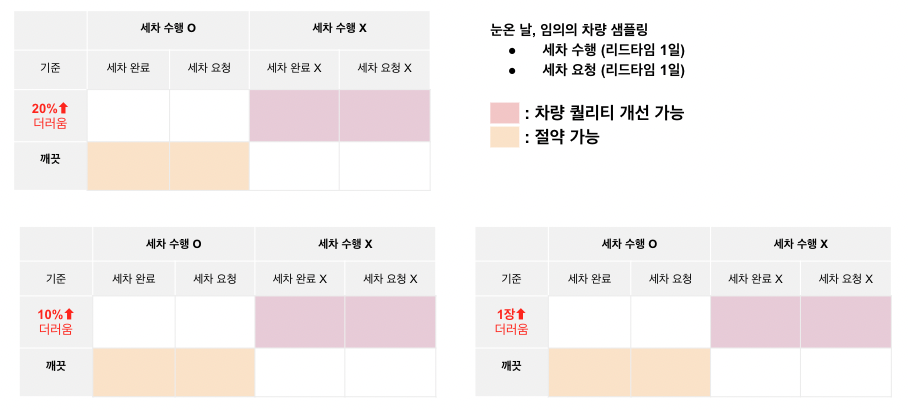 세차 수행 O 세차 수행 X
기준 세차 완료 세차 요청 세차 완료 X 세차 요청 X
20%⬆
더러움
깨끗
눈온 날, 임의의 차량 샘플링
● 세차 수행 (리드타임 1일)
● 세차 요청 (리드타임 1일)
: 차량 퀄리티 개선 가능
: 절약 가능
세차 수행 O 세차 수행 X
기준 세차 완료 세차 요청 세차 완료 X 세차 요청 X
10%⬆
더러움
깨끗
세차 수행 O 세차 수행 X
기준 세차 완료 세차 요청 세차 완료 X 세차 요청 X
1장⬆
더러움
깨끗